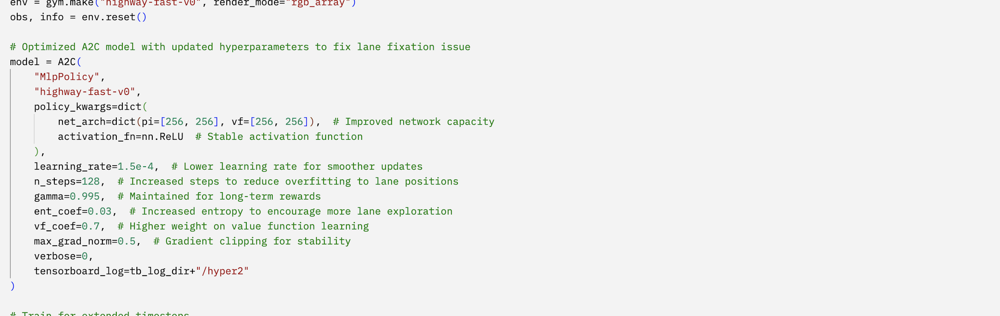 env = gym.make("highway-fast-v0", render_mode="rgb_array")
obs, info = env.reset()
# Optimized A2C model with updated hyperparameters to fix lane fixation issue
model = A2C(
    "MlpPolicy",
    "highway-fast-v0",
    policy_kwargs=dict(
        net_arch=dict(pi=[256, 256], vf=[256, 256]),  # Improved network capacity
        activation_fn=nn.ReLU  # Stable activation function
    ),
    learning_rate=1.5e-4,  # Lower learning rate for smoother updates
    n_steps=128,  # Increased steps to reduce overfitting to lane positions
    gamma=0.995,  # Maintained for long-term rewards
    ent_coef=0.03,  # Increased entropy to encourage more lane exploration
    vf_coef=0.7,  # Higher weight on value function learning
    max_grad_norm=0.5,  # Gradient clipping for stability
    verbose=0,
    tensorboard_log=tb_log_dir+"/hyper2"
)
# Train for extended timesteps